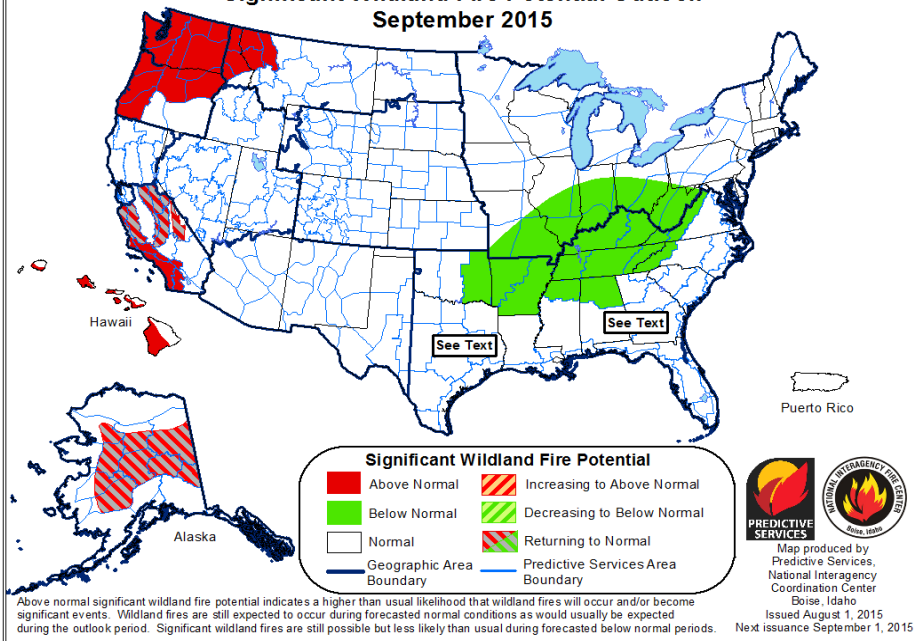 Significant Wildland Fire Potential Outlook
September 2015
Hawaii
See Text
See Text
Puerto Rico
Alaska
Significant Wildland Fire Potential
Above Normal
Increasing to Above Normal
Below Normal
Decreasing to Below Normal
Normal
Returning to Normal
Geographic Area
Boundary
Predictive Services Area
Boundary
PREDICTIVE
SERVICES
NATIONAL INTERAGENCY FIRE CENTER
Boise, Idaho
Map produced by
Predictive Services,
National Interagency
Coordination Center
Boise, Idaho
Issued August 1, 2015
Next issuance September 1, 2015
Above normal significant wildland fire potential indicates a higher than usual likelihood that wildland fires will occur and/or become
significant events. Wildland fires are still expected to occur during forecasted normal conditions as would usually be expected
during the outlook period. Significant wildland fires are still possible but less likely than usual during forecasted below normal periods.